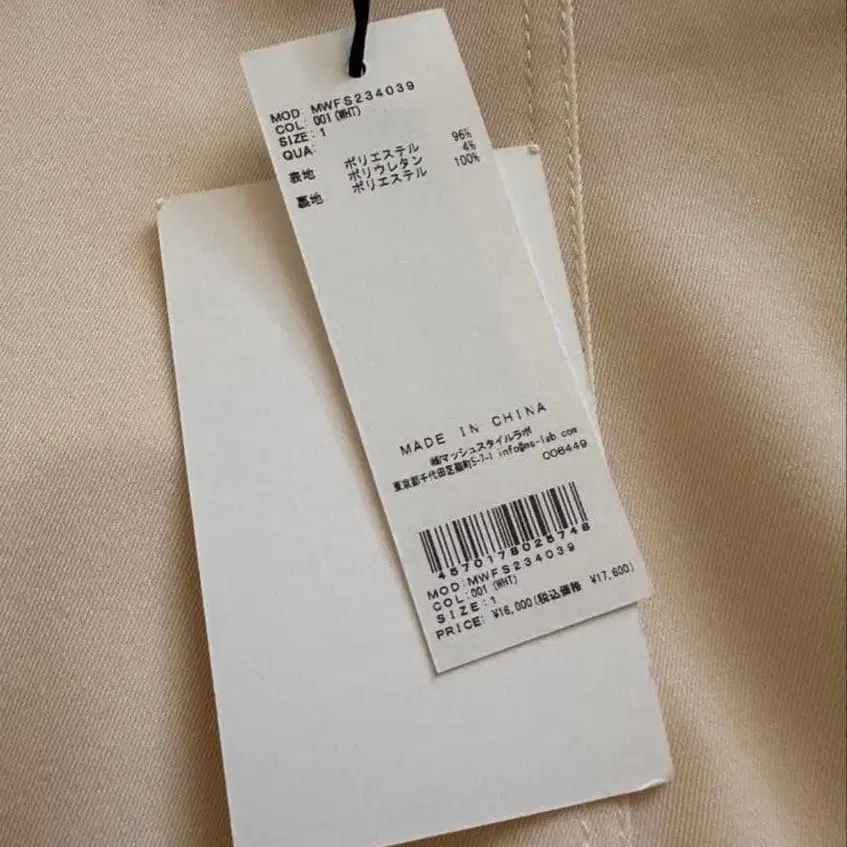 MOD: MWFS234039
COL: 001(WHT)
SIZE: 1
QUA:
表地 ポリエステル 96%
ポリウレタン 4%
裏地 ポリエステル 100%
MADE IN CHINA
㈱マッシュスタイルラボ
東京都千代田区麹町5-7-1 info@ms-lab.com
008449
4570178025748
MOD:MWFS234039
COL:001(WHT)
SIZE:1
PRICE: ¥16,000(税込価格 ¥17,600)